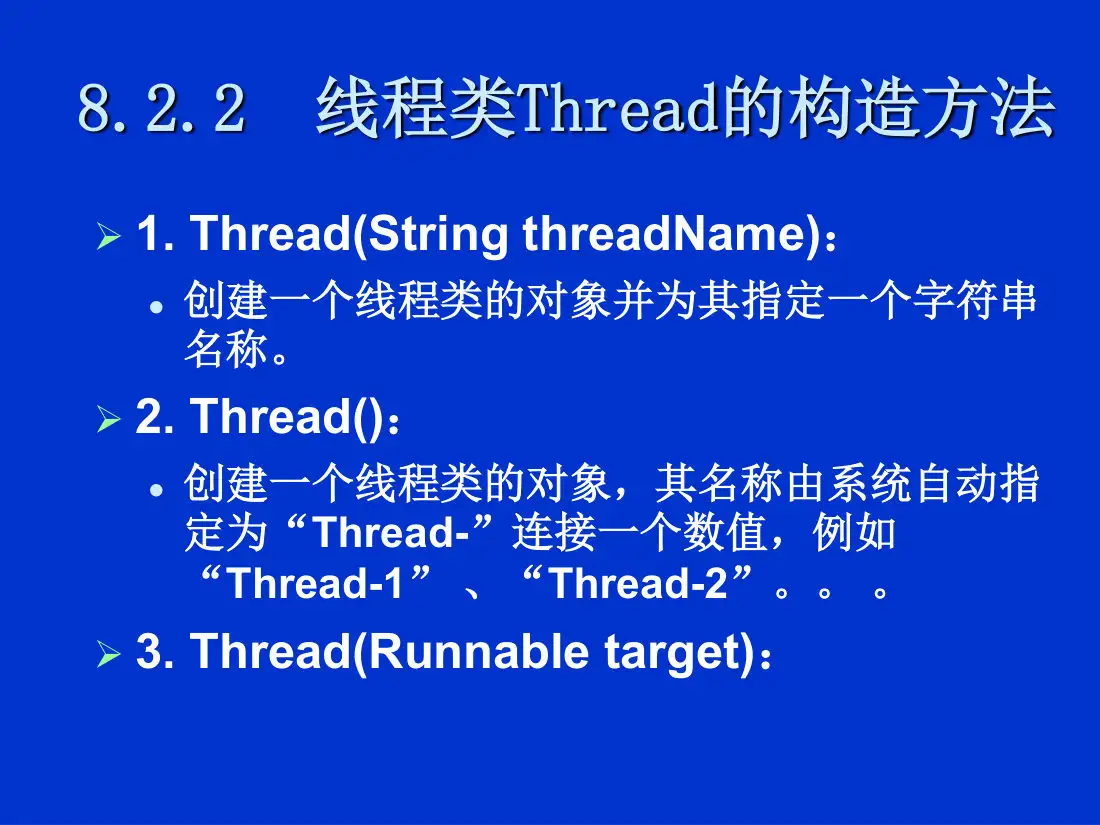 8.2.2 线程类Thread的构造方法
1. Thread(String threadName)：
创建一个线程类的对象并为其指定一个字符串
名称。
2. Thread()：
创建一个线程类的对象，其名称由系统自动指
定为“Thread-”连接一个数值，例如
“Thread-1” 、“Thread-2”。。 。
3. Thread(Runnable target)：